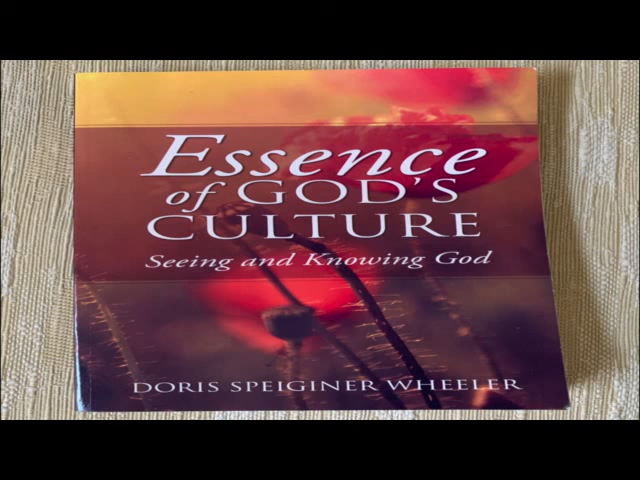 Essence
of GOD'S
CULTURE
Seeing and Knowing God
DORIS SPEIGINER WHEELER